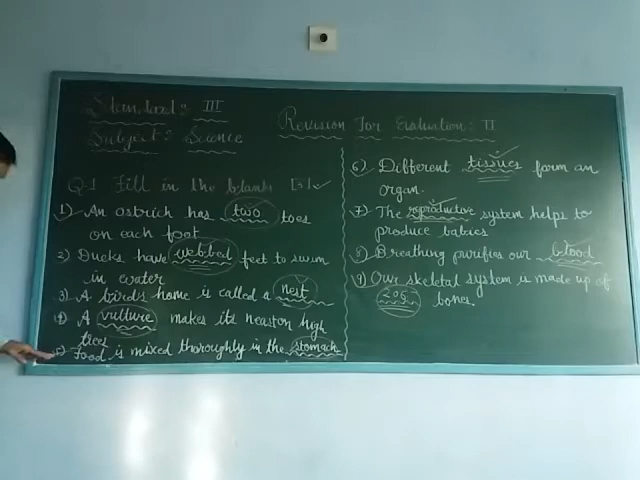 Standard: III
Subject: Science
Revision For Evaluation: II
Q.1 Fill in the blank [5]
1) An ostrich has two toes
on each foot
2) Ducks have webbed feet to swim
in water
3) A birds home is called a nest
4) A vulture makes its nest on high
trees
5) Food is mixed thoroughly in the stomach
6) Different tissues form an
organ.
7) The reproductive system helps to
produce babies
8) Breathing purifies our blood
9) Our skeletal system is made up of
206 bones.